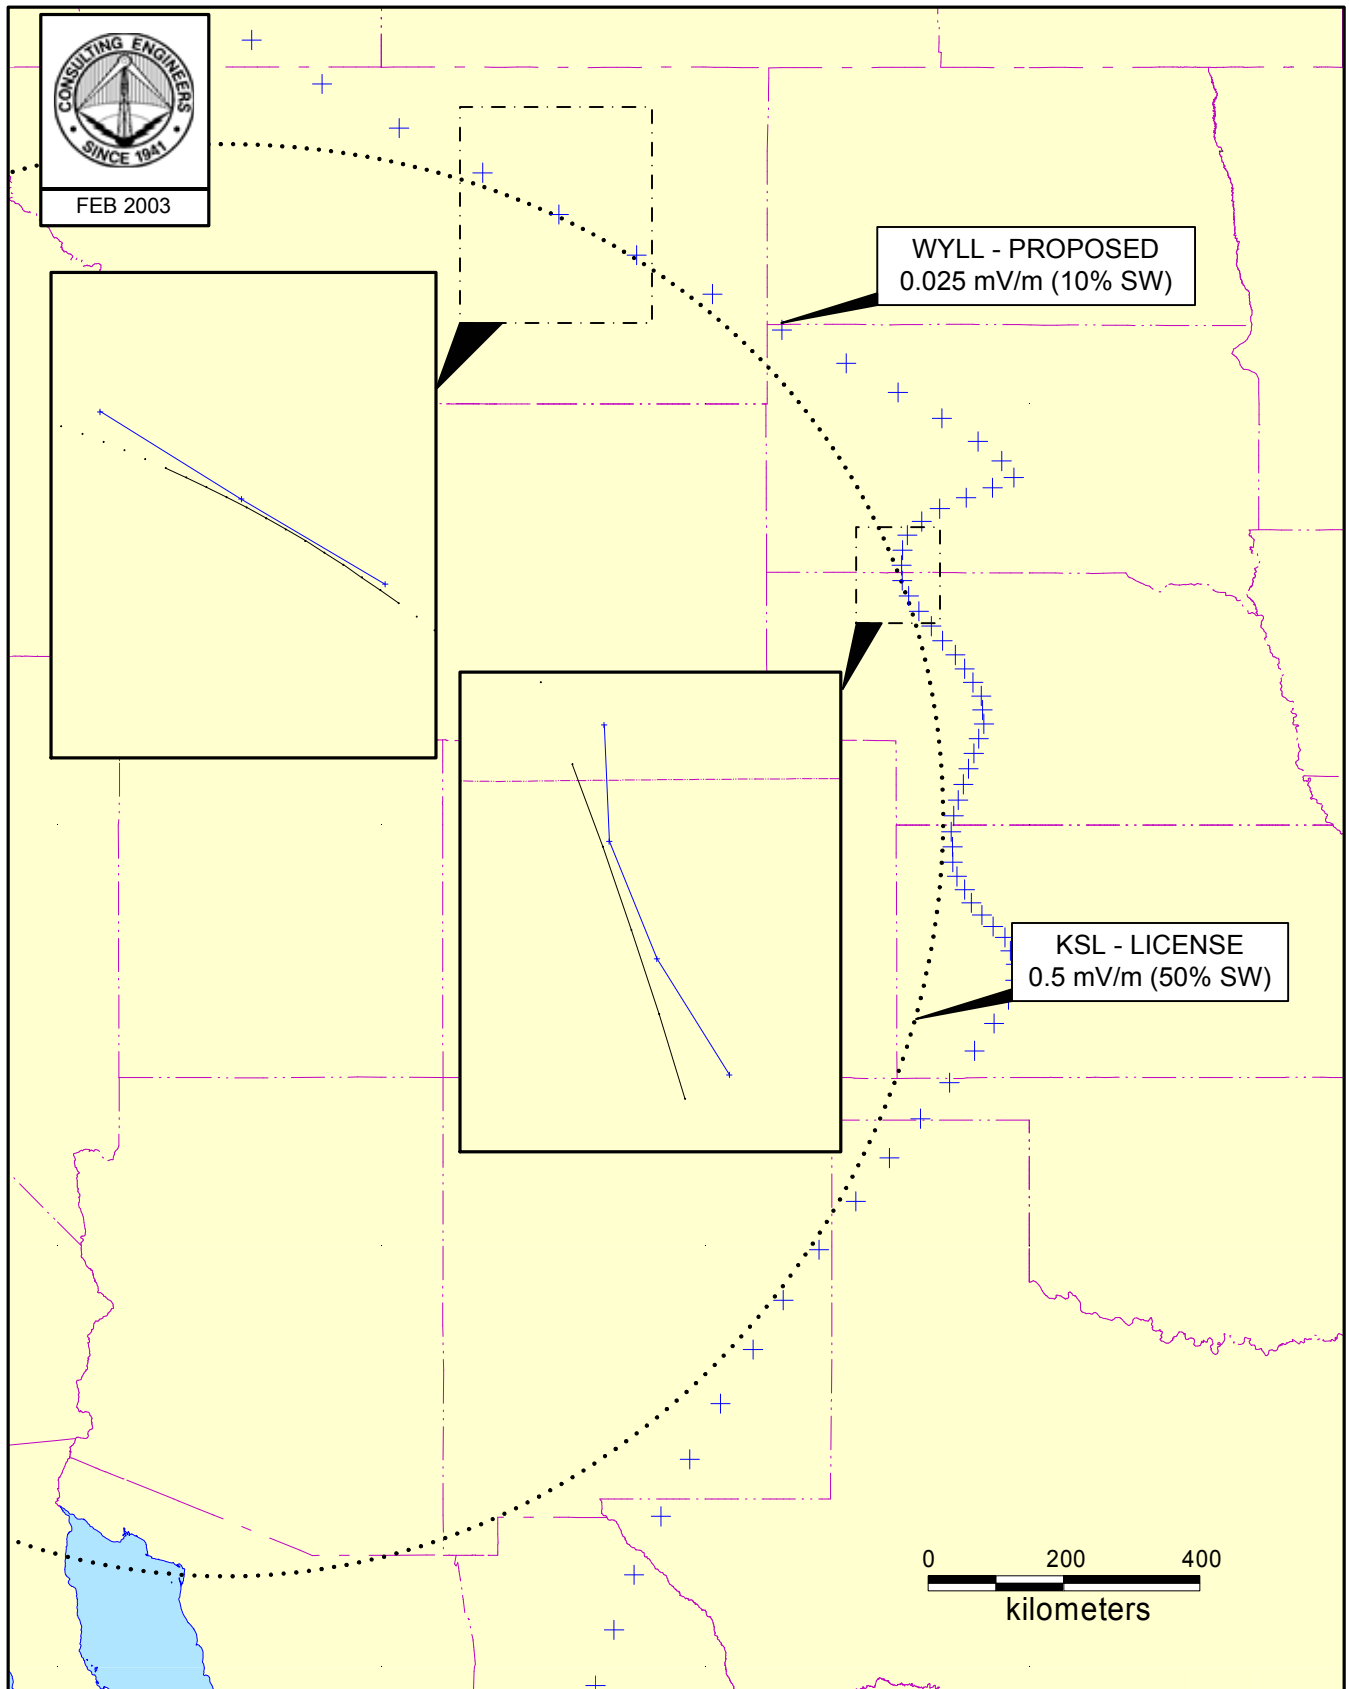 CONSULTING ENGINEERS
SINCE 1941
FEB 2003
WYLL - PROPOSED
0.025 mV/m (10% SW)
KSL - LICENSE
0.5 mV/m (50% SW)
0 200 400
kilometers